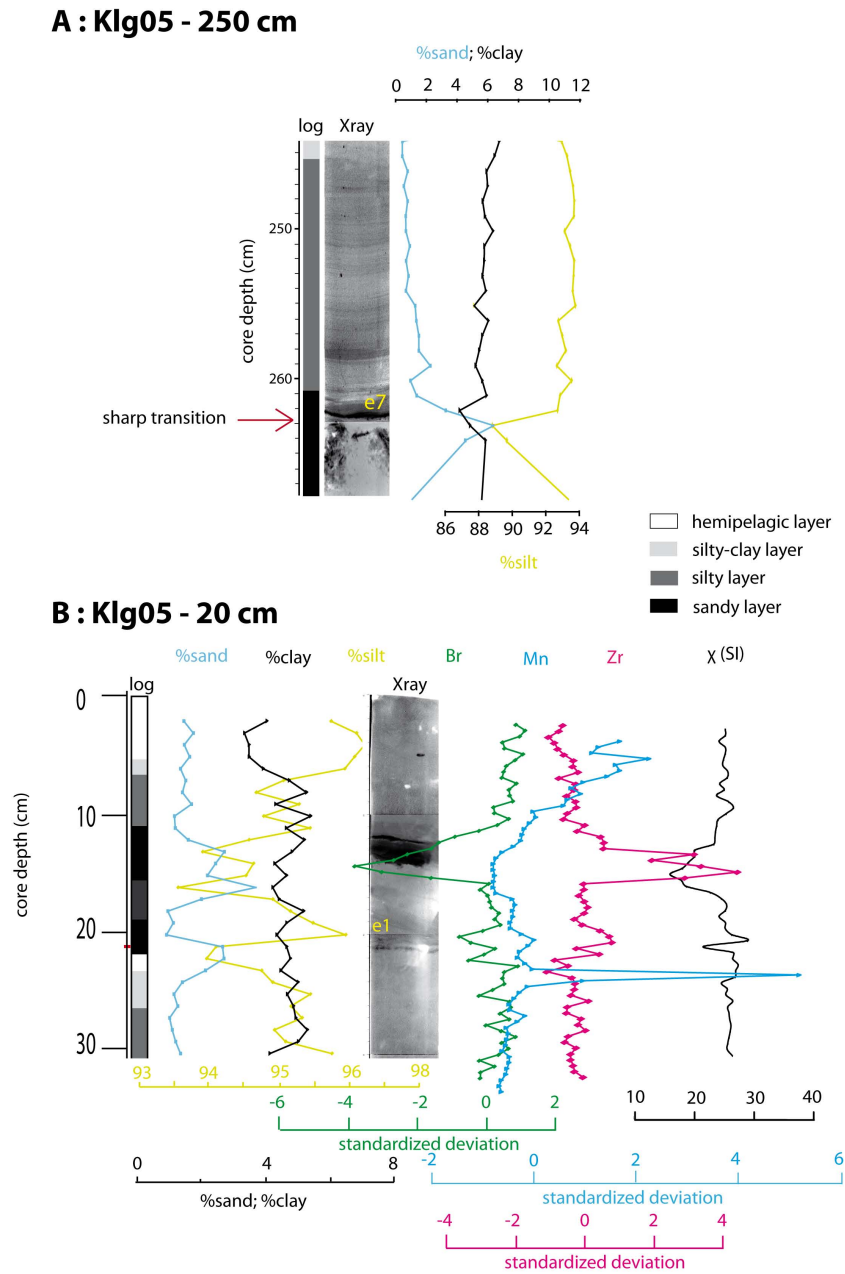 A : Klg05 - 250 cm
%sand; %clay
0 2 4 6 8 10 12
log Xray
250
core depth (cm)
260
e7
sharp transition
86 88 90 92 94
%silt
hemipelagic layer
silty-clay layer
silty layer
sandy layer
B : Klg05 - 20 cm
%sand %clay %silt Br Mn Zr χ (SI)
log Xray
0
10
core depth (cm)
20
e1
30
93 94 95 96 98
-6 -4 -2 0 2
standardized deviation
10 20 30 40
0 4 8
%sand; %clay
-2 0 2 4 6
standardized deviation
-4 -2 0 2 4
standardized deviation